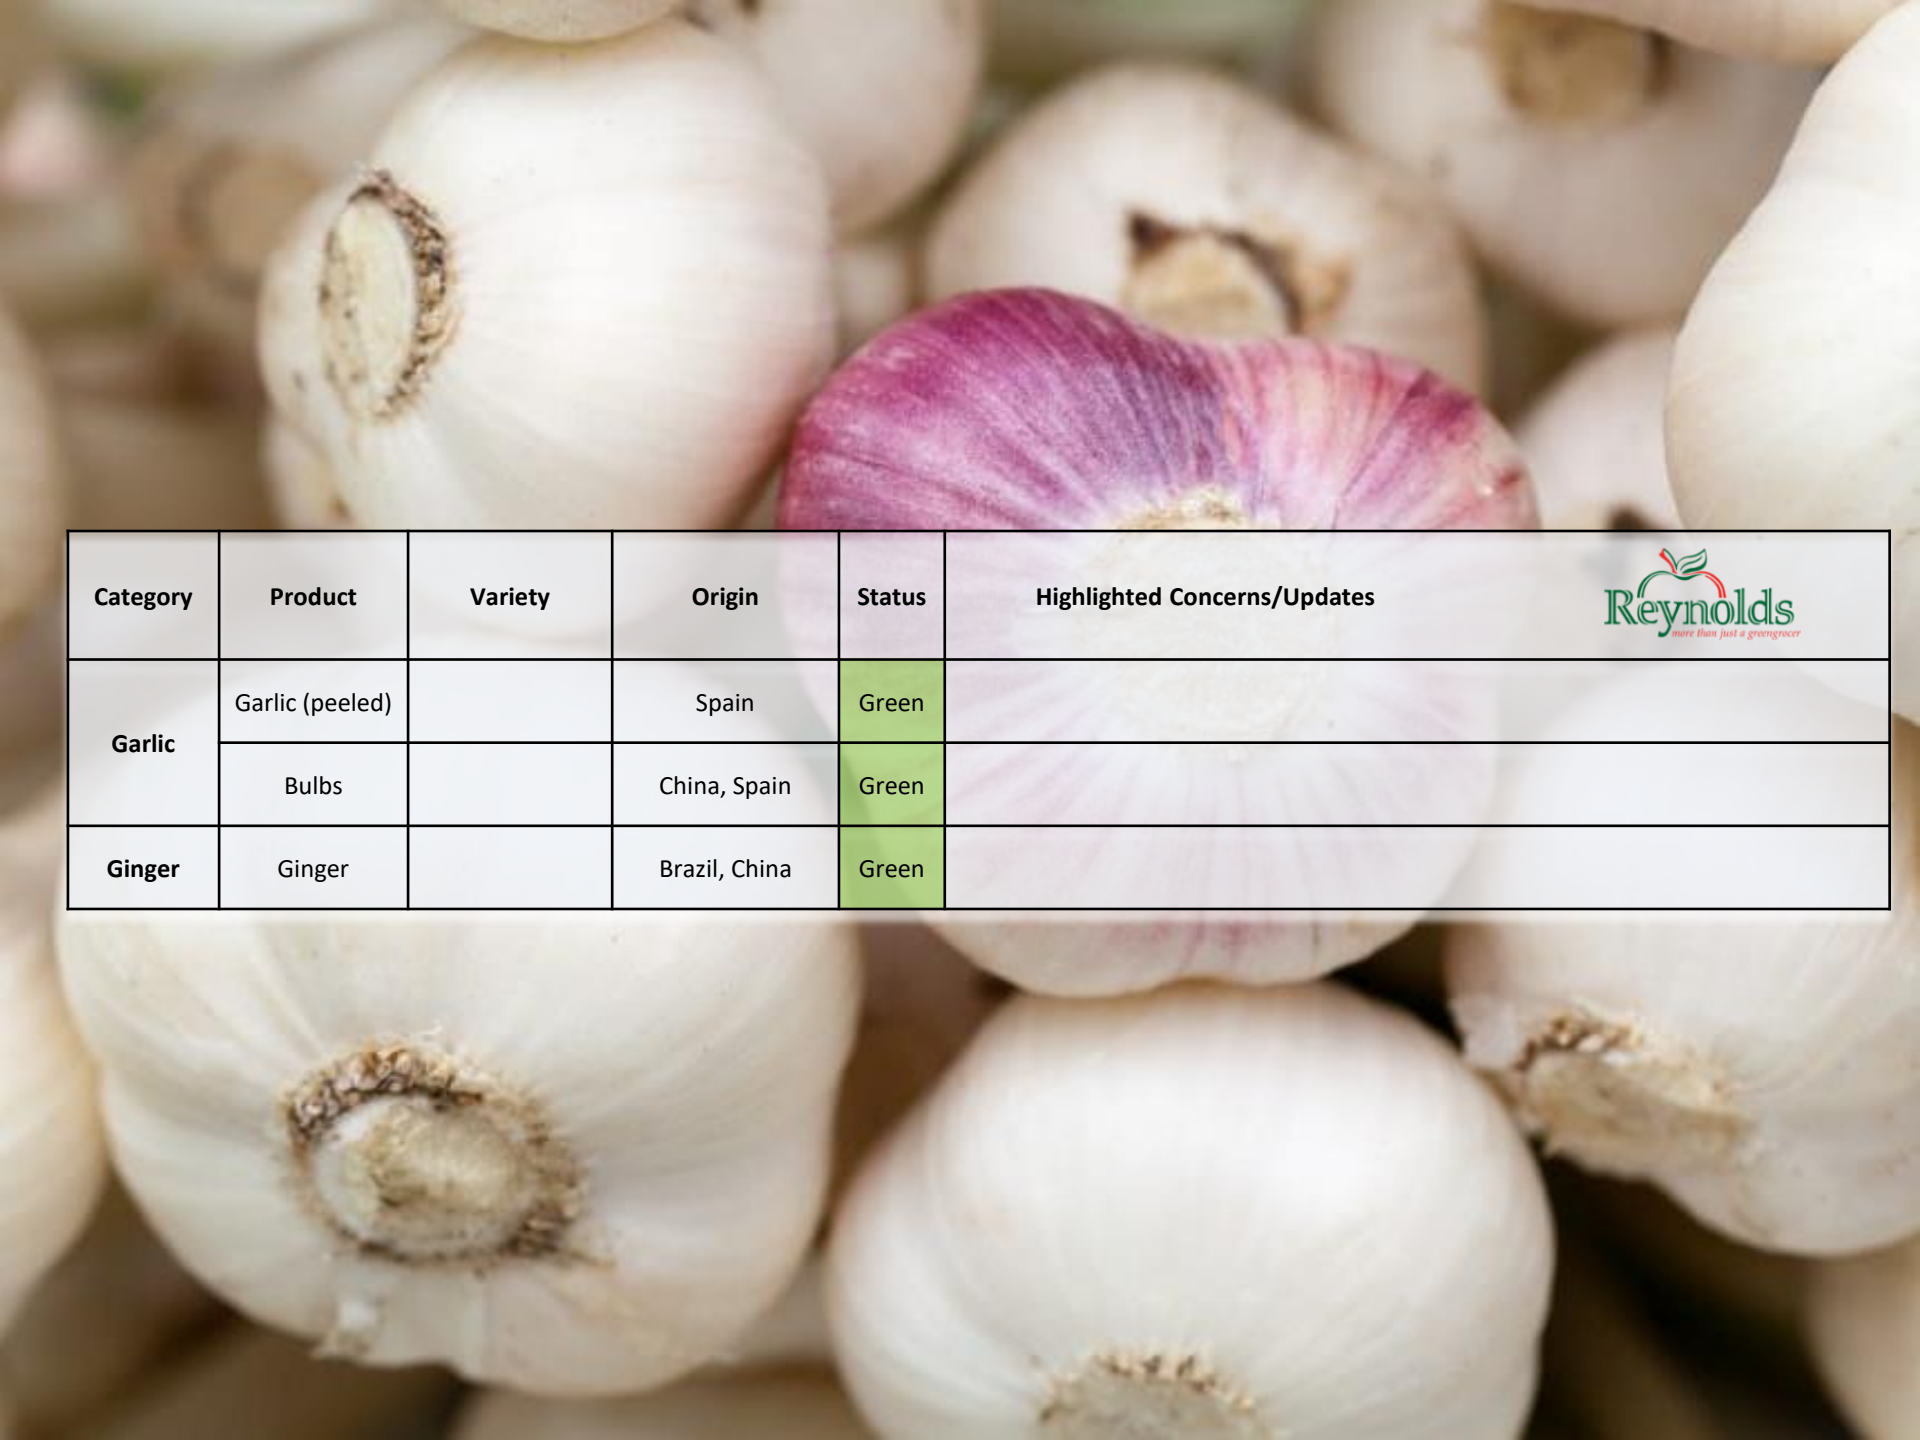 Category Product Variety Origin Status Highlighted Concerns/Updates
Reynolds
more than just a greengrocer
Garlic
Garlic (peeled) Spain Green
Bulbs China, Spain Green
Ginger Ginger Brazil, China Green